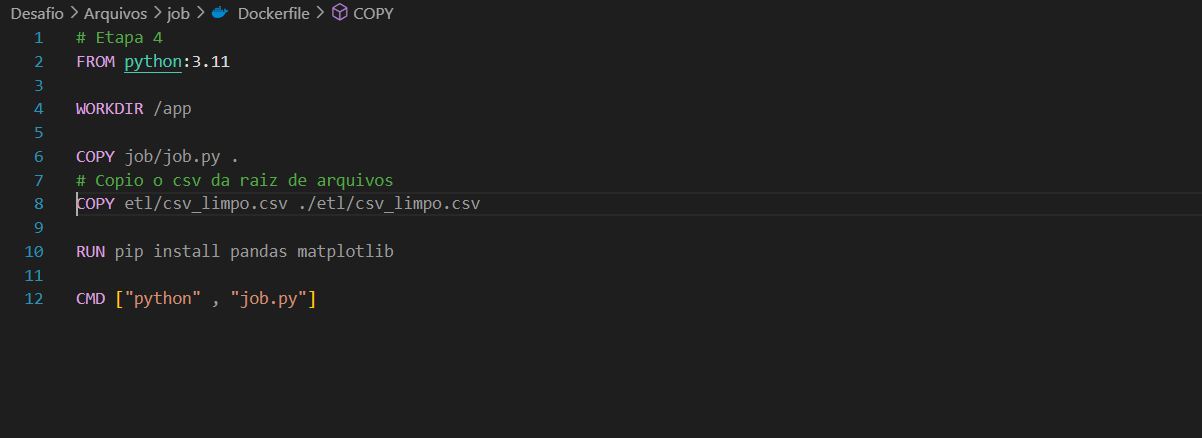 Desafio > Arquivos > job > Dockerfile > COPY
1 # Etapa 4
2 FROM python:3.11
3
4 WORKDIR /app
5
6 COPY job/job.py .
7 # Copio o csv da raiz de arquivos
8 COPY etl/csv_limpo.csv ./etl/csv_limpo.csv
9
10 RUN pip install pandas matplotlib
11
12 CMD ["python" , "job.py"]